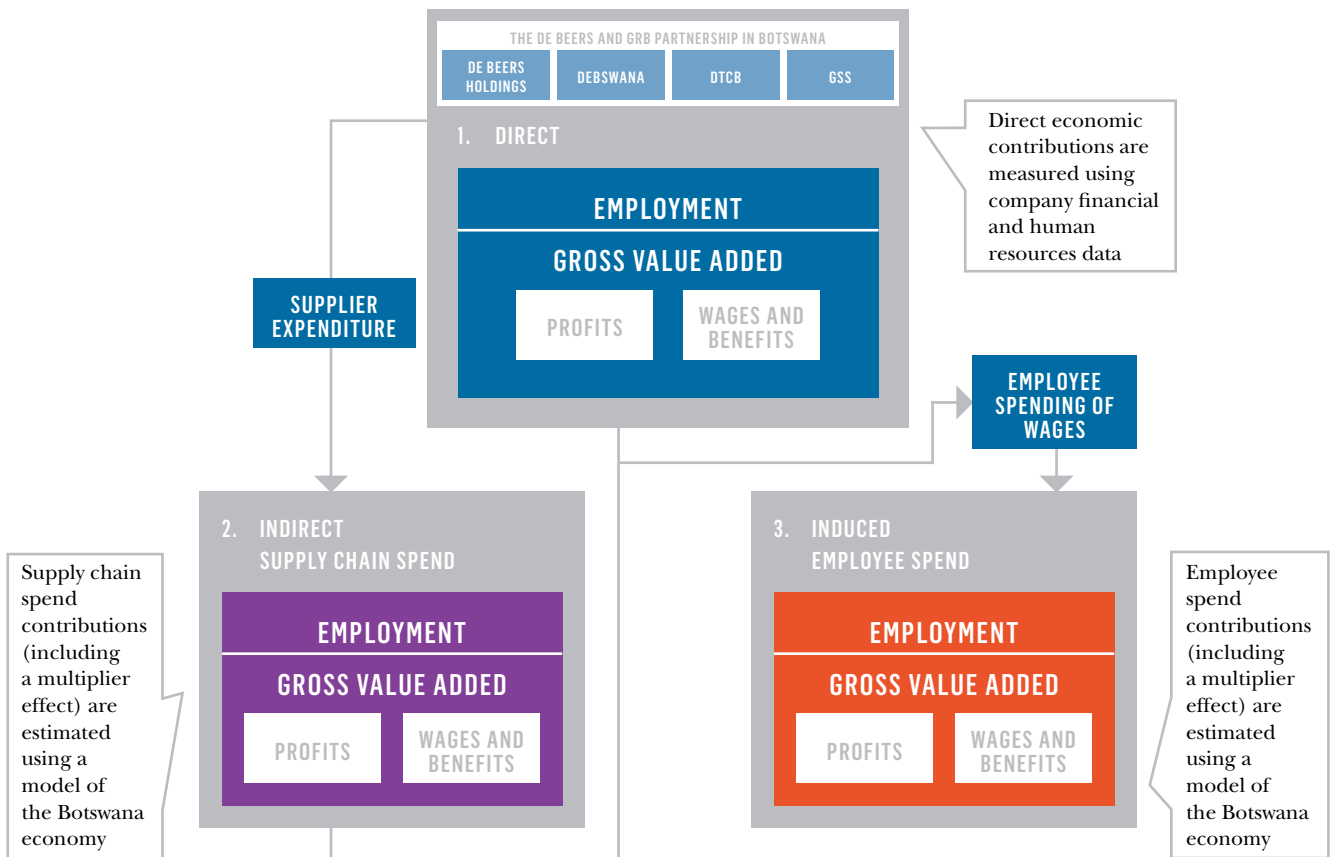 THE DE BEERS AND GRB PARTNERSHIP IN BOTSWANA
DE BEERS
HOLDINGS
DEBSWANA
DTCB
GSS
1. DIRECT
EMPLOYMENT
GROSS VALUE ADDED
PROFITS
WAGES AND
BENEFITS
Direct economic
contributions are
measured using
company financial
and human
resources data
SUPPLIER
EXPENDITURE
EMPLOYEE
SPENDING OF
WAGES
2. INDIRECT
SUPPLY CHAIN SPEND
EMPLOYMENT
GROSS VALUE ADDED
PROFITS
WAGES AND
BENEFITS
Supply chain
spend
contributions
(including
a multiplier
effect) are
estimated
using a
model of
the Botswana
economy
3. INDUCED
EMPLOYEE SPEND
EMPLOYMENT
GROSS VALUE ADDED
PROFITS
WAGES AND
BENEFITS
Employee
spend
contributions
(including
a multiplier
effect) are
estimated
using a
model of
the Botswana
economy